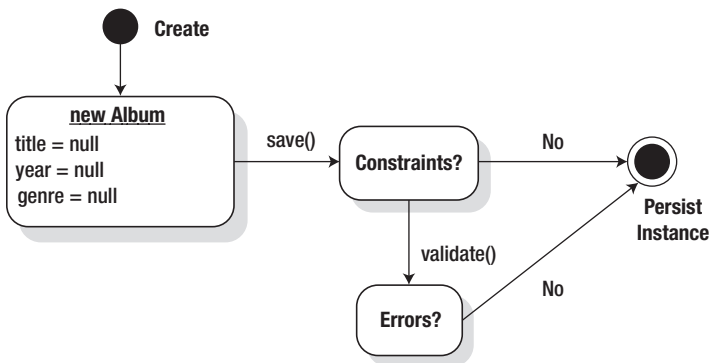 Create
new Album
title = null
year = null
genre = null
save()
Constraints?
No
Persist
Instance
validate()
Errors?
No